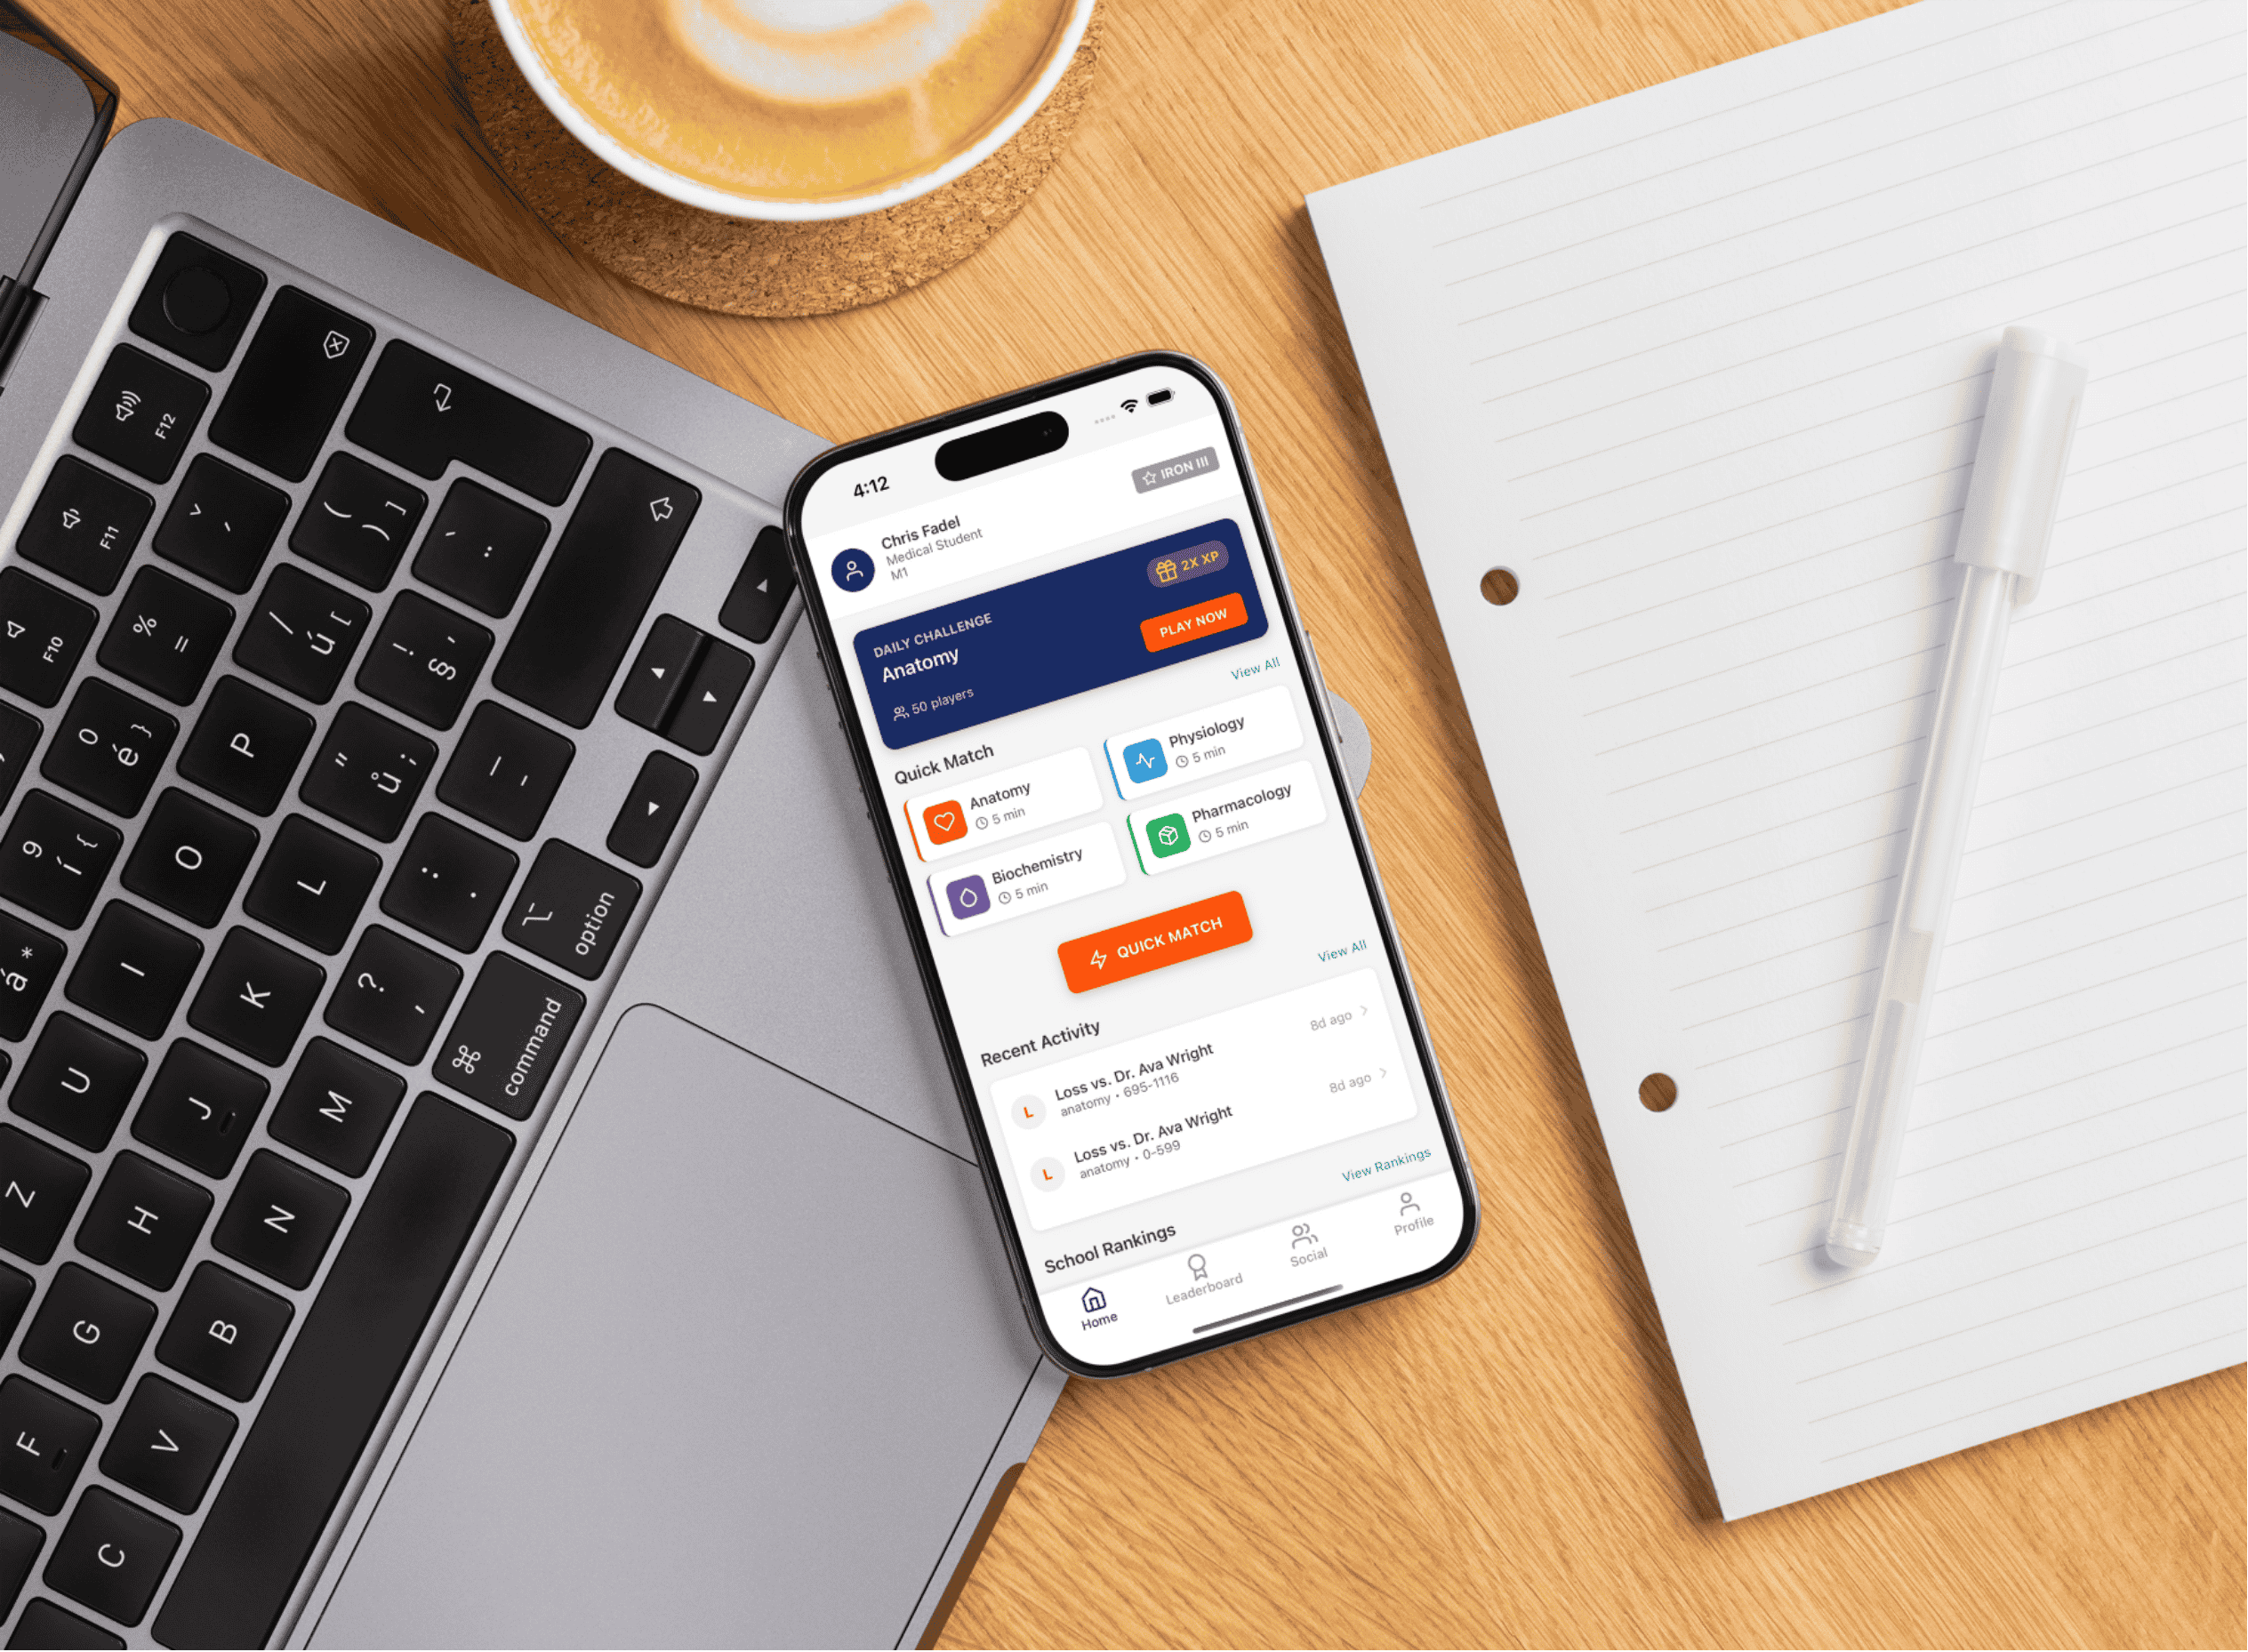 4:12
Chris Fadel
Medical Student
M1
IRON III
DAILY CHALLENGE
Anatomy
50 players
2X XP
PLAY NOW
Quick Match
View All
Anatomy
5 min
Physiology
5 min
Biochemistry
5 min
Pharmacology
5 min
QUICK MATCH
Recent Activity
View All
L
Loss vs. Dr. Ava Wright
anatomy • 695-1116
8d ago
L
Loss vs. Dr. Ava Wright
anatomy • 0-599
8d ago
School Rankings
View Rankings
Home
Leaderboard
Social
Profile
F12
F11
F10
% =
/ ú [
! § '
0 é }
P
" ů ;
9 í {
O
L
: .
option
á *
I
K
? ,
command
U
J
M
Z
H
N
G
B
F
V
C